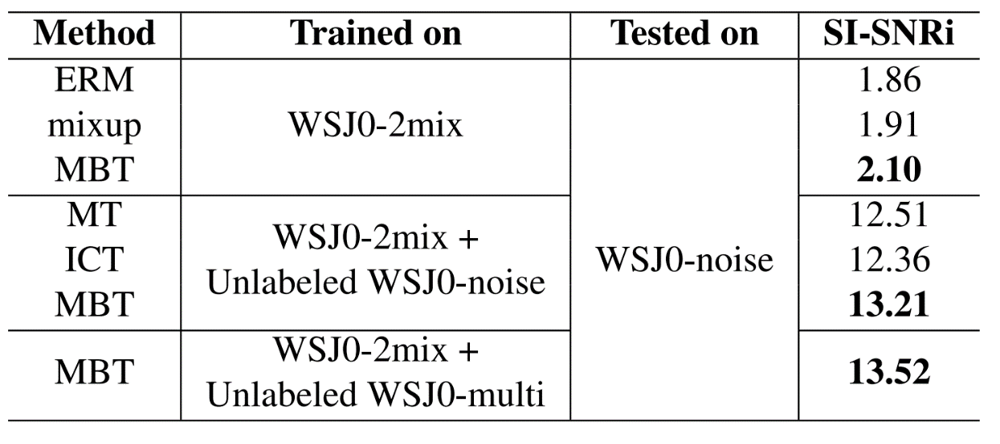 Method Trained on Tested on SI-SNRi
ERM 1.86
mixup WSJ0-2mix 1.91
MBT 2.10
MT 12.51
WSJ0-2mix +
ICT WSJ0-noise 12.36
Unlabeled WSJ0-noise
MBT 13.21
WSJ0-2mix +
MBT 13.52
Unlabeled WSJ0-multi